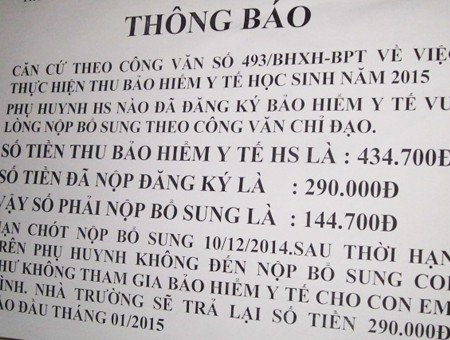 THÔNG BÁO
CĂN CỨ THEO CÔNG VĂN SỐ 493/BHXH-BPT VỀ VIỆC
THỰC HIỆN THU BẢO HIỂM Y TẾ HỌC SINH NĂM 2015
PHỤ HUYNH HS NÀO ĐÃ ĐĂNG KÝ BẢO HIỂM Y TẾ VU
LÒNG NỘP BỔ SUNG THEO CÔNG VĂN CHỈ ĐẠO.
SỐ TIỀN THU BẢO HIỂM Y TẾ HS LÀ : 434.700Đ
SỐ TIỀN ĐÃ NỘP ĐĂNG KÝ LÀ : 290.000Đ
VẬY SỐ PHẢI NỘP BỔ SUNG LÀ : 144.700Đ
HẠN CHÓT NỘP BỔ SUNG 10/12/2014.SAU THỜI HẠN
TRÊN PHỤ HUYNH KHÔNG ĐẾN NỘP BỔ SUNG COI
NHƯ KHÔNG THAM GIA BẢO HIỂM Y TẾ CHO CON EM
MÌNH. NHÀ TRƯỜNG SẼ TRẢ LẠI SỐ TIỀN 290.000Đ
VÀO ĐẦU THÁNG 01/2015